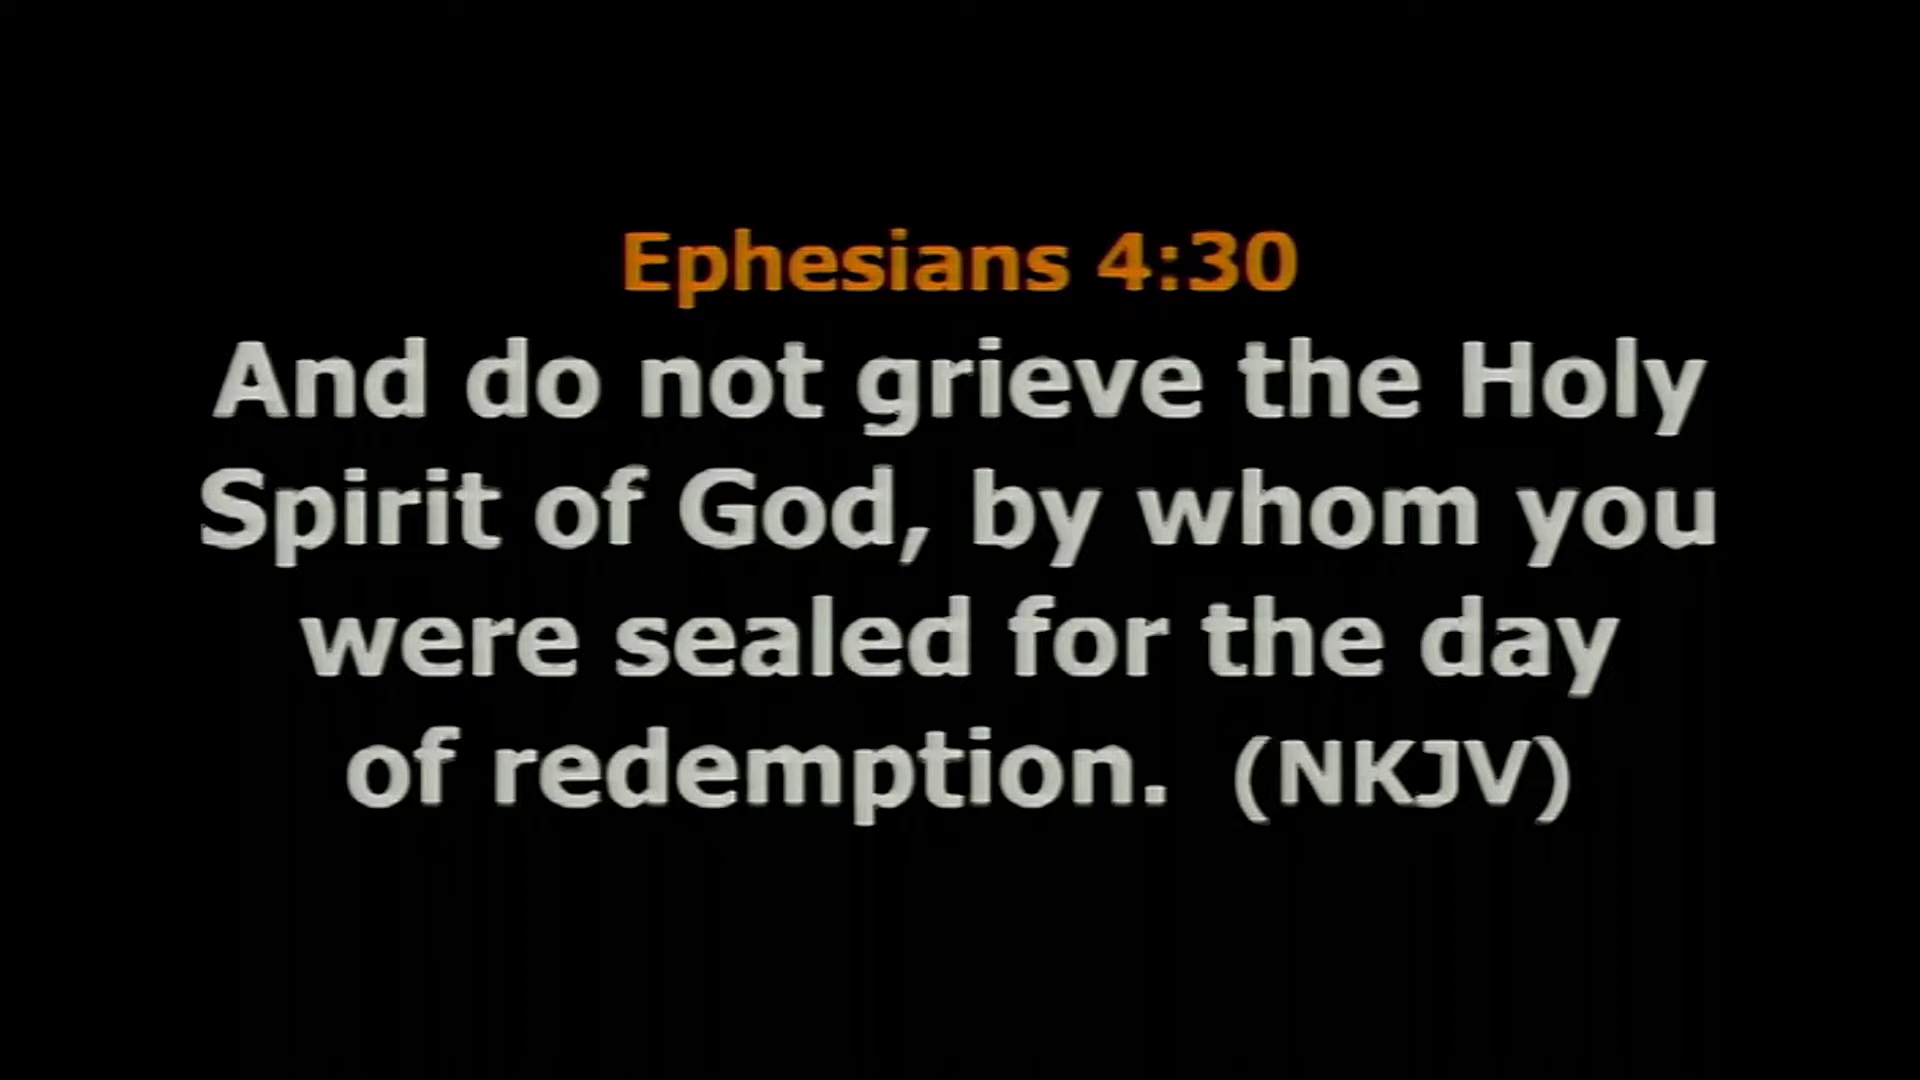 Ephesians 4:30
And do not grieve the Holy
Spirit of God, by whom you
were sealed for the day
of redemption. (NKJV)